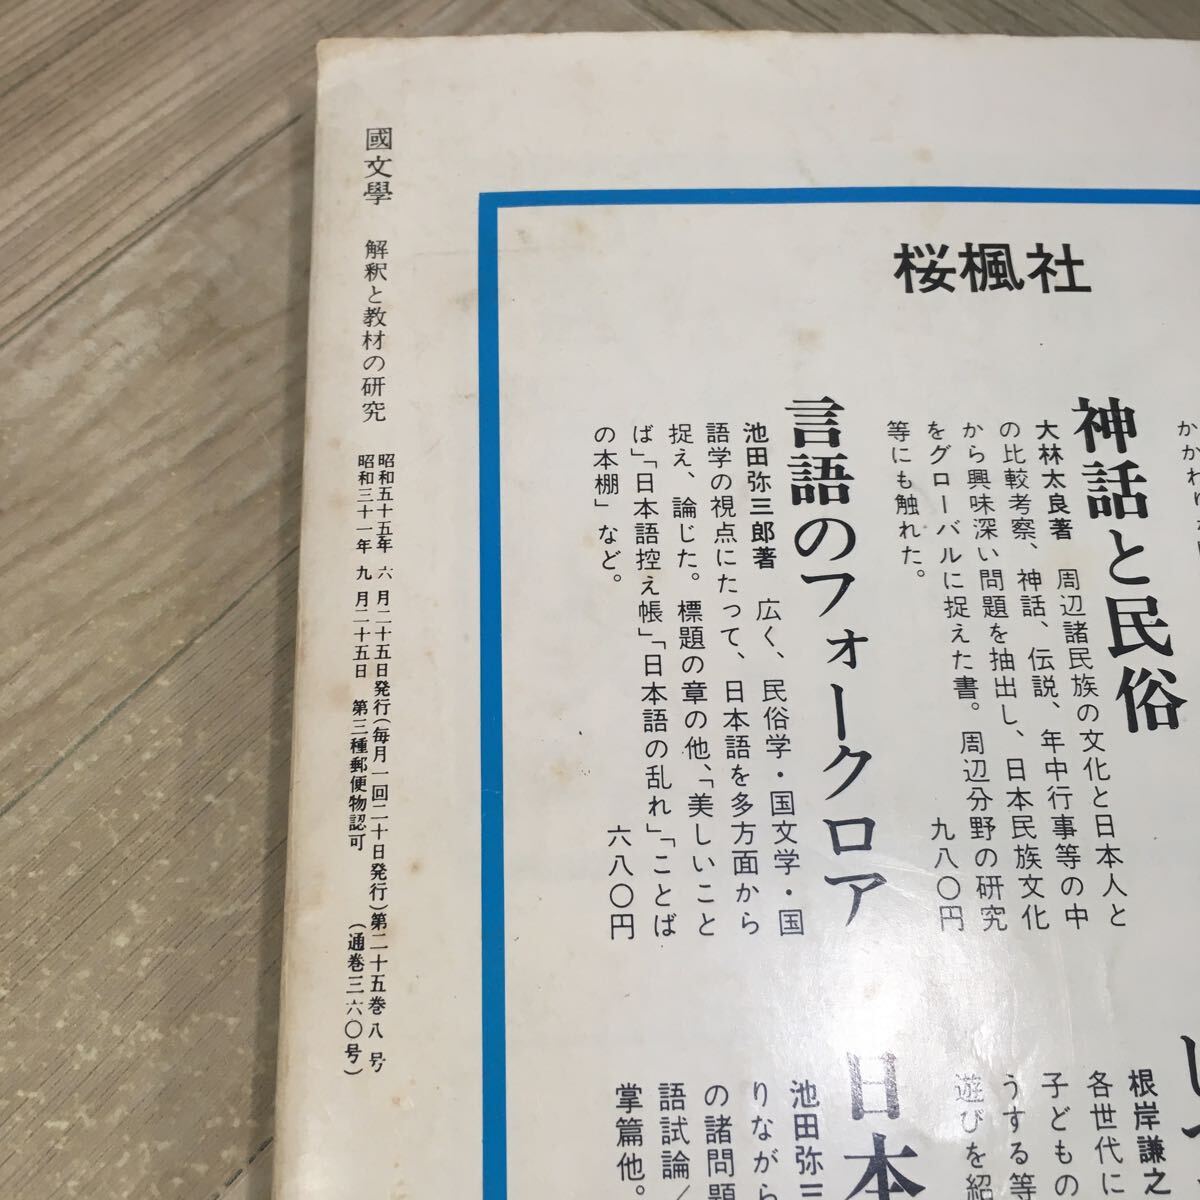 國文學 解釈と教材の研究
昭和五十五年 六 月二十五日発行(毎月一回二十日発行)第二十五巻八 号
昭和三十一年 九 月二十五日 第三種郵便物認可 (通巻三六〇号)
桜楓社
かかわり
神話と民俗
大林太良著 周辺諸民族の文化と日本人と
の比較考察、神話、伝説、年中行事等の中
から興味深い問題を抽出し、日本民族文化
をグローバルに捉えた書。周辺分野の研究
等にも触れた。 九八〇円
言語のフォークロア
池田弥三郎著 広く、民俗学・国文学・国
語学の視点にたって、日本語を多方面から
捉え、論じた。標題の章の他、「美しいこと
ば」「日本語控え帳」「日本語の乱れ」「ことば
の本棚」など。 六八〇円
根岸謙之
各世代に
子どもの
うする等
遊びを紹
日本
池田弥三
りながら
の諸問題
語試論/
掌篇他。